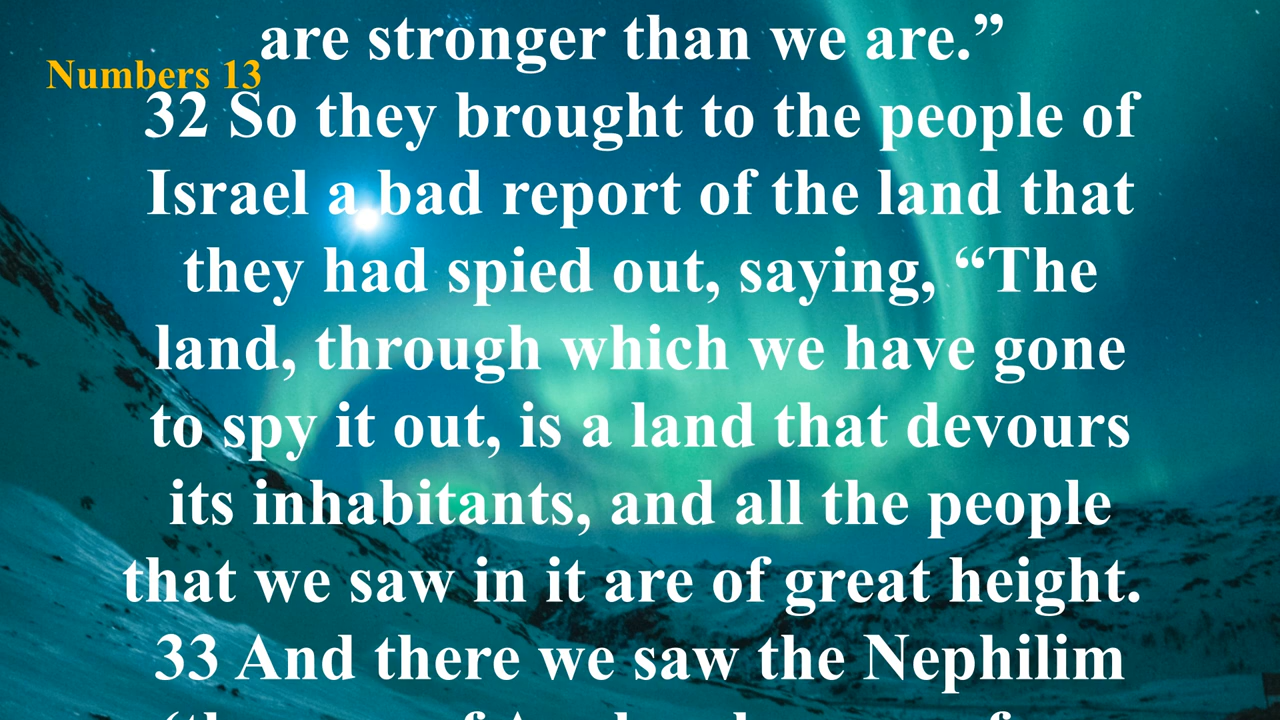 are stronger than we are.”
Numbers 13
32 So they brought to the people of
Israel a bad report of the land that
they had spied out, saying, “The
land, through which we have gone
to spy it out, is a land that devours
its inhabitants, and all the people
that we saw in it are of great height.
33 And there we saw the Nephilim